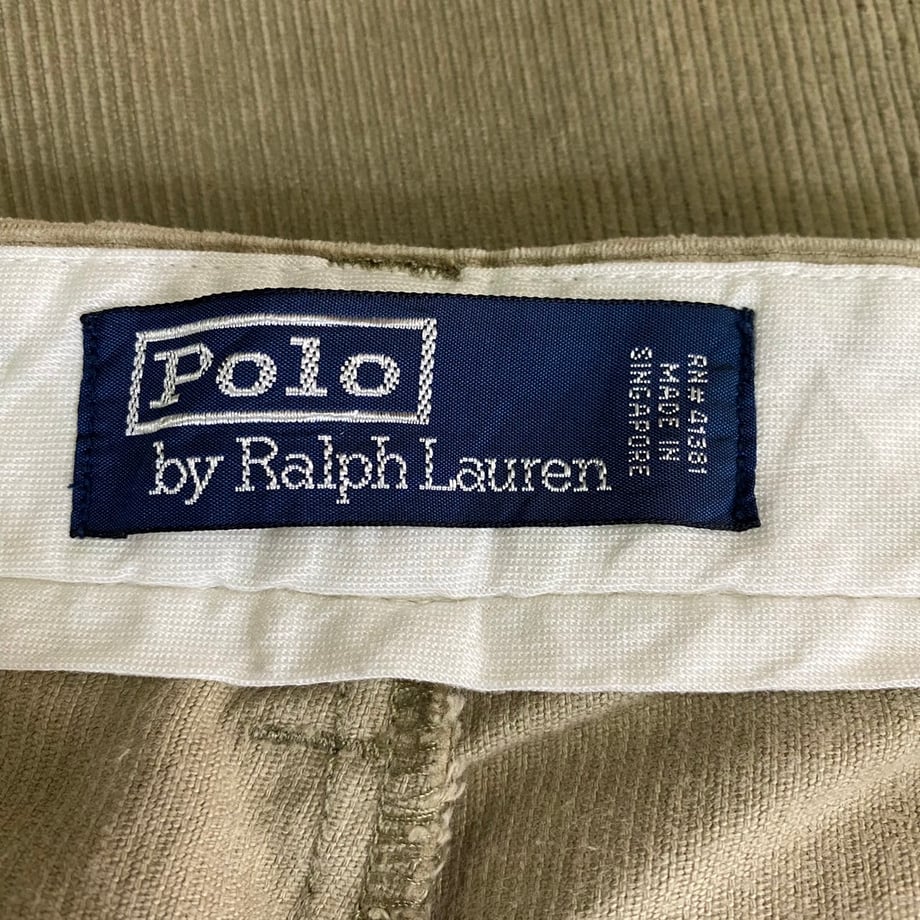 Polo
by Ralph Lauren
RN# 41381
MADE IN
SINGAPORE